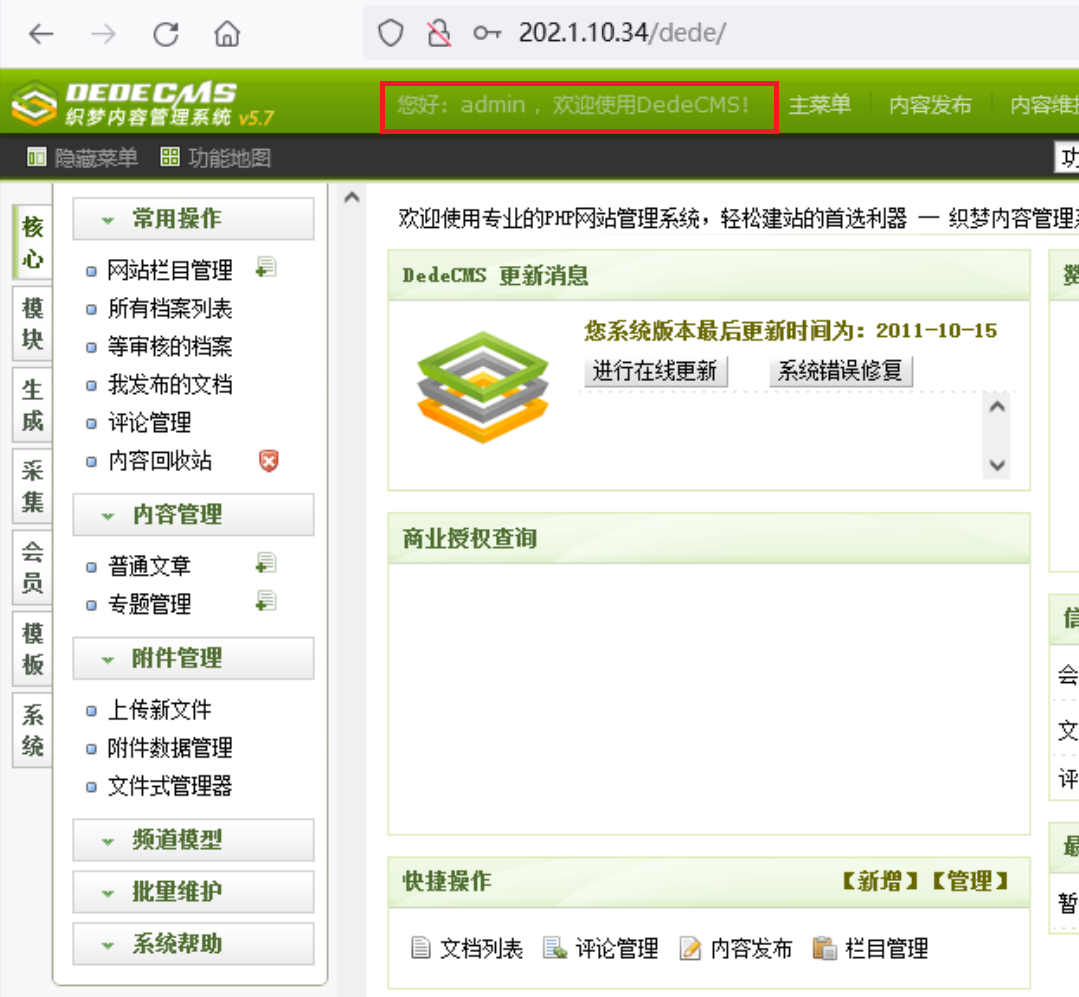 202.1.10.34/dede/
DEDECMS
织梦内容管理系统 v5.7
您好：admin ，欢迎使用DedeCMS！ 主菜单 内容发布 内容维
隐藏菜单 功能地图
核心
模块
生成
采集
会员
模板
系统
常用操作
网站栏目管理
所有档案列表
等审核的档案
我发布的文档
评论管理
内容回收站
内容管理
普通文章
专题管理
附件管理
上传新文件
附件数据管理
文件式管理器
频道模型
批量维护
系统帮助
欢迎使用专业的PHP网站管理系统，轻松建站的首选利器 — 织梦内容管理
DedeCMS 更新消息
您系统版本最后更新时间为：2011-10-15
进行在线更新 系统错误修复
商业授权查询
快捷操作 【新增】【管理】
文档列表 评论管理 内容发布 栏目管理
信
会
文
评
最
暂